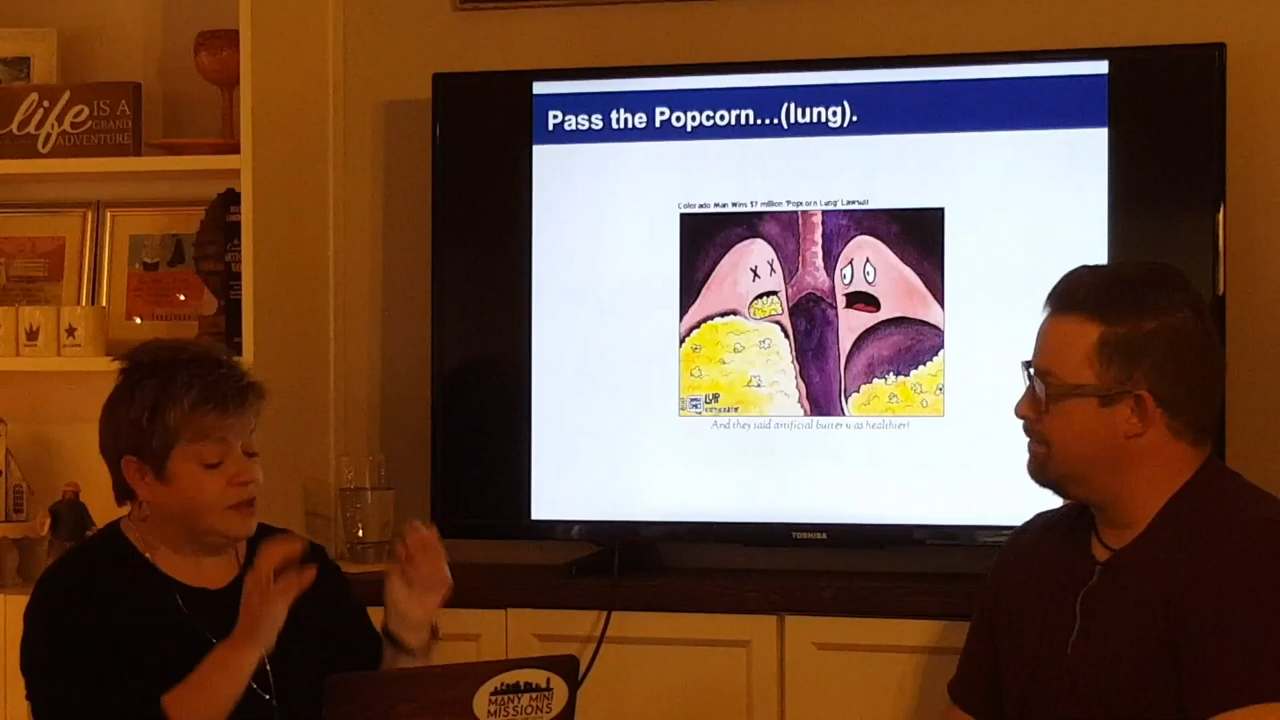 life IS A
GRAND
ADVENTURE
Pass the Popcorn...(lung).
Colorado Man Wins $7 million 'Popcorn Lung' Lawsuit
And they said artificial butter was healthier!
TOSHIBA
MANY MINI
MISSIONS